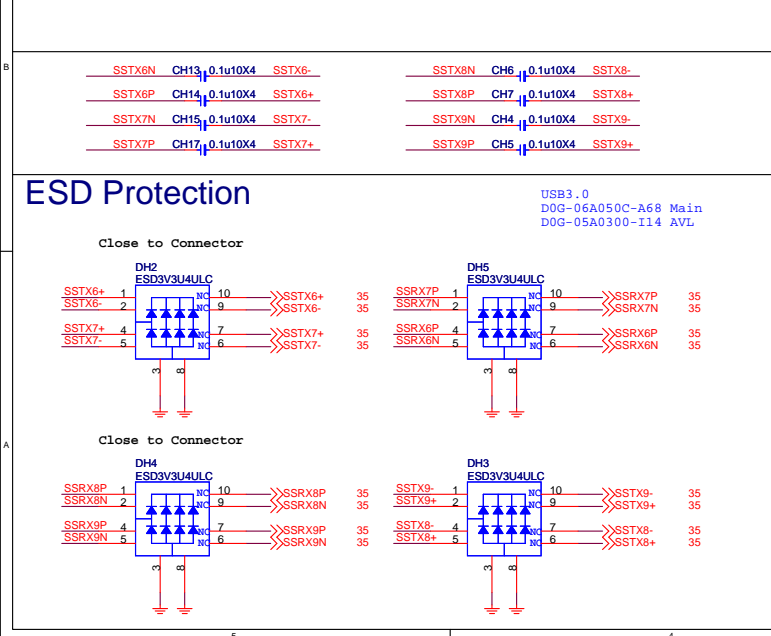 B
SSTX6N CH13 0.1u10X4 SSTX6- SSTX8N CH6 0.1u10X4 SSTX8-
SSTX6P CH14 0.1u10X4 SSTX6+ SSTX8P CH7 0.1u10X4 SSTX8+
SSTX7N CH15 0.1u10X4 SSTX7- SSTX9N CH4 0.1u10X4 SSTX9-
SSTX7P CH17 0.1u10X4 SSTX7+ SSTX9P CH5 0.1u10X4 SSTX9+
ESD Protection
USB3.0
D0G-06A050C-A68 Main
D0G-05A0300-I14 AVL
Close to Connector
DH2
ESD3V3U4ULC
SSTX6+ 1 NC 10 SSTX6+ 35
SSTX6- 2 9 SSTX6- 35
SSTX7+ 4 NC 7 SSTX7+ 35
SSTX7- 5 NC 6 SSTX7- 35
3 8
DH5
ESD3V3U4ULC
SSRX7P 1 NC 10 SSRX7P 35
SSRX7N 2 NC 9 SSRX7N 35
SSRX6P 4 NC 7 SSRX6P 35
SSRX6N 5 NC 6 SSRX6N 35
3 8
A
Close to Connector
DH4
ESD3V3U4ULC
SSRX8P 1 NC 10 SSRX8P 35
SSRX8N 2 NC 9 SSRX8N 35
SSRX9P 4 NC 7 SSRX9P 35
SSRX9N 5 NC 6 SSRX9N 35
3 8
DH3
ESD3V3U4ULC
SSTX9- 1 NC 10 SSTX9- 35
SSTX9+ 2 NC 9 SSTX9+ 35
SSTX8- 4 NC 7 SSTX8- 35
SSTX8+ 5 NC 6 SSTX8+ 35
3 8